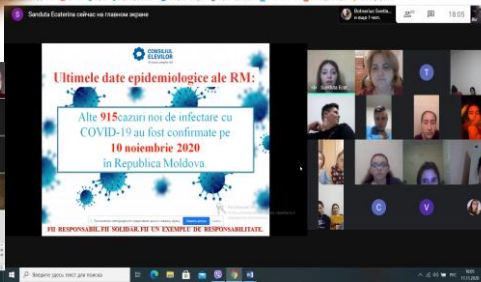 Sanduta Ecaterina сейчас на главном экране
18:05
CONSILIUL
ELEVILOR
Ultimele date epidemiologice ale RM:
Alte 915cazuri noi de infectare cu
COVID-19 au fost confirmate pe
10 noiembrie 2020
în Republica Moldova
FII RESPONSABIL.FII SOLIDAR.FII UN EXEMPLU DE RESPONSABILITATE.
T
C
V
Введите здесь текст для поиска